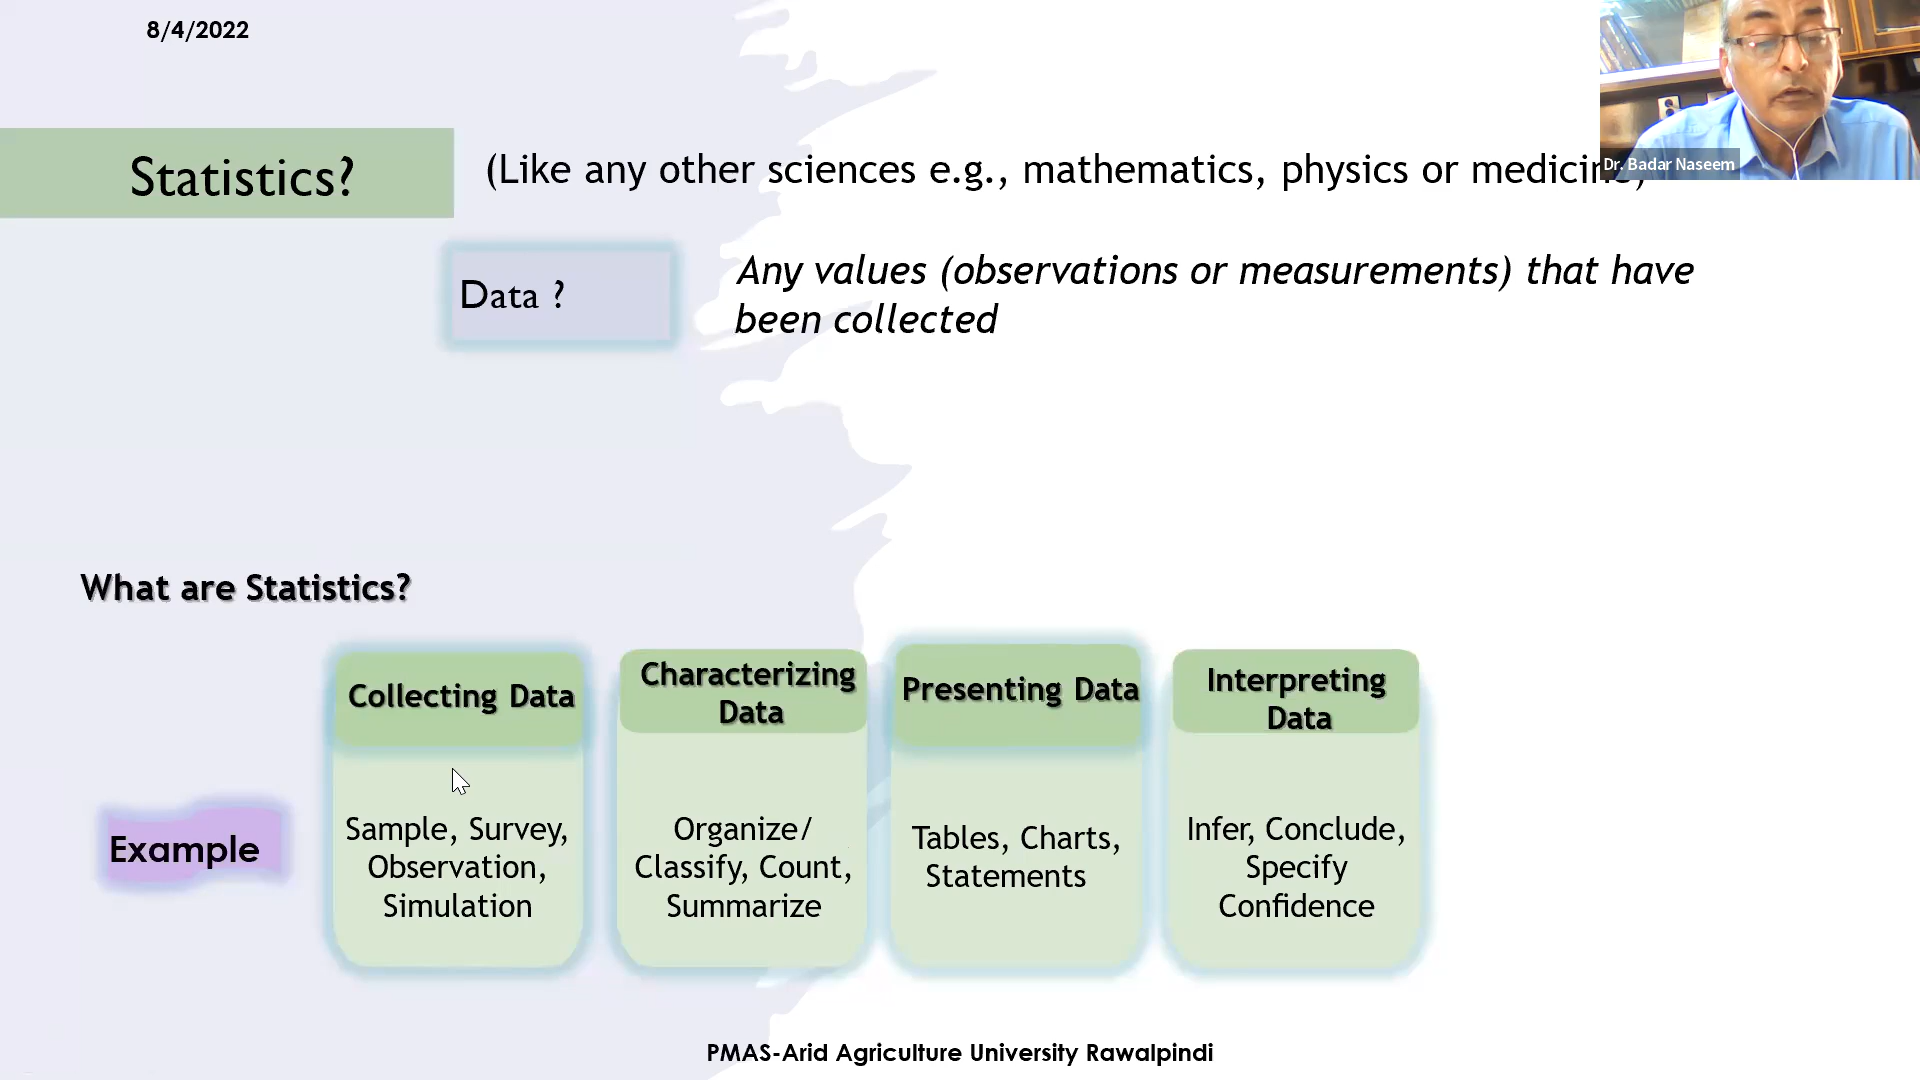 8/4/2022
Statistics?
(Like any other sciences e.g., mathematics, physics or medicine)
Dr. Badar Naseem
Data ?
Any values (observations or measurements) that have
been collected
What are Statistics?
Collecting Data
Characterizing
Data
Presenting Data
Interpreting
Data
Example
Sample, Survey,
Observation,
Simulation
Organize/
Classify, Count,
Summarize
Tables, Charts,
Statements
Infer, Conclude,
Specify
Confidence
PMAS-Arid Agriculture University Rawalpindi